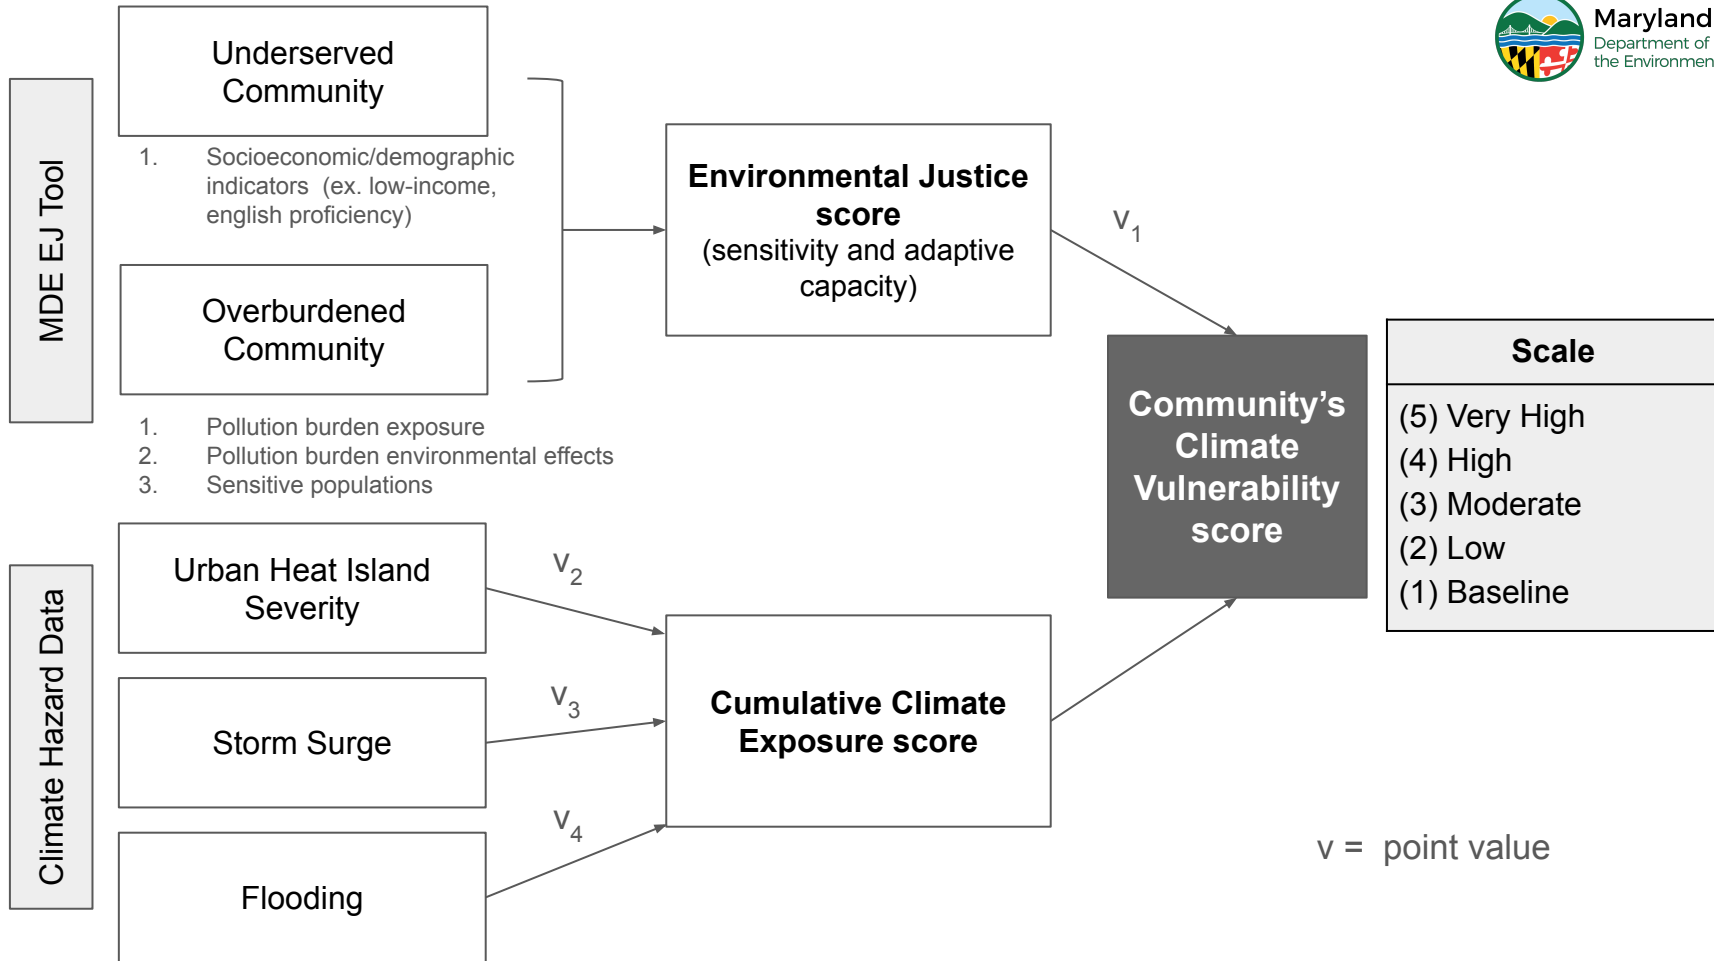 Maryland
Department of
the Environmen
MDE EJ Tool
Underserved
Community
1. Socioeconomic/demographic
indicators (ex. low-income,
english proficiency)
Overburdened
Community
1. Pollution burden exposure
2. Pollution burden environmental effects
3. Sensitive populations
Environmental Justice
score
(sensitivity and adaptive
capacity)
v1
Climate Hazard Data
Urban Heat Island
Severity
v2
Storm Surge
v3
Flooding
v4
Cumulative Climate
Exposure score
Community’s
Climate
Vulnerability
score
Scale
(5) Very High
(4) High
(3) Moderate
(2) Low
(1) Baseline
v = point value